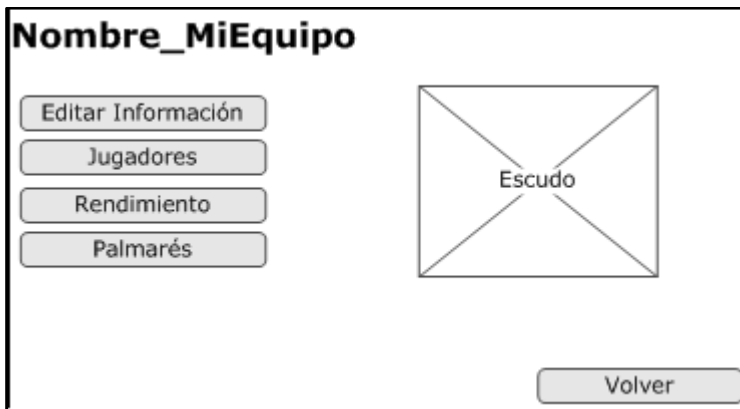 Nombre_MiEquipo
Editar Información
Jugadores
Rendimiento
Palmarés
Escudo
Volver